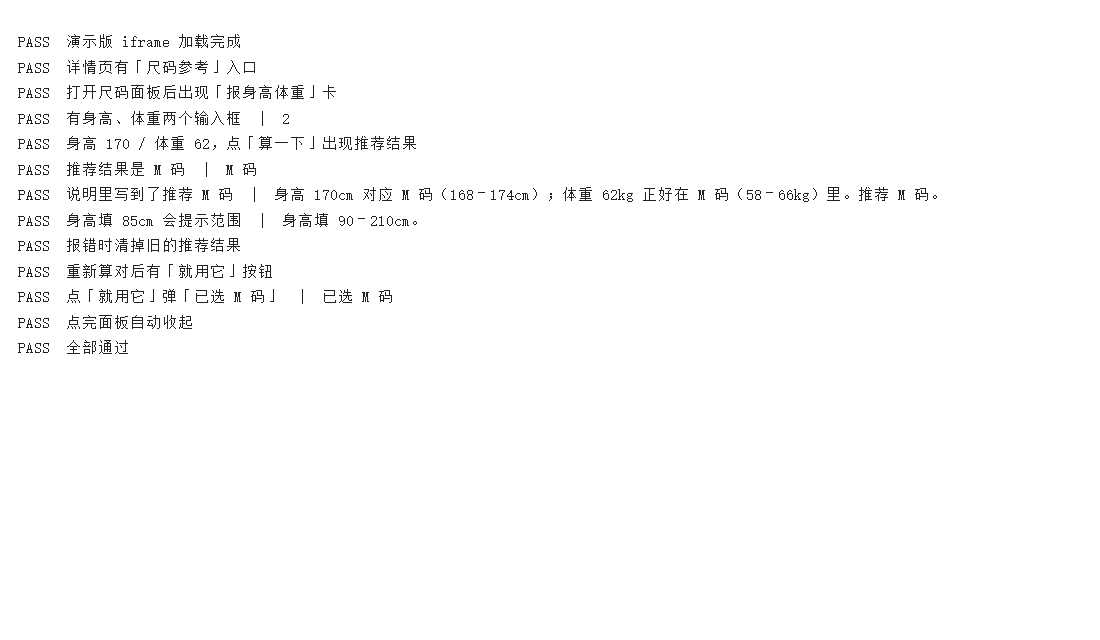 PASS 演示版 iframe 加载完成
PASS 详情页有「尺码参考」入口
PASS 打开尺码面板后出现「报身高体重」卡
PASS 有身高、体重两个输入框 | 2
PASS 身高 170 / 体重 62，点「算一下」出现推荐结果
PASS 推荐结果是 M 码 | M 码
PASS 说明里写到了推荐 M 码 | 身高 170cm 对应 M 码（168–174cm）；体重 62kg 正好在 M 码（58–66kg）里。推荐 M 码。
PASS 身高填 85cm 会提示范围 | 身高填 90–210cm。
PASS 报错时清掉旧的推荐结果
PASS 重新算对后有「就用它」按钮
PASS 点「就用它」弹「已选 M 码」 | 已选 M 码
PASS 点完面板自动收起
PASS 全部通过